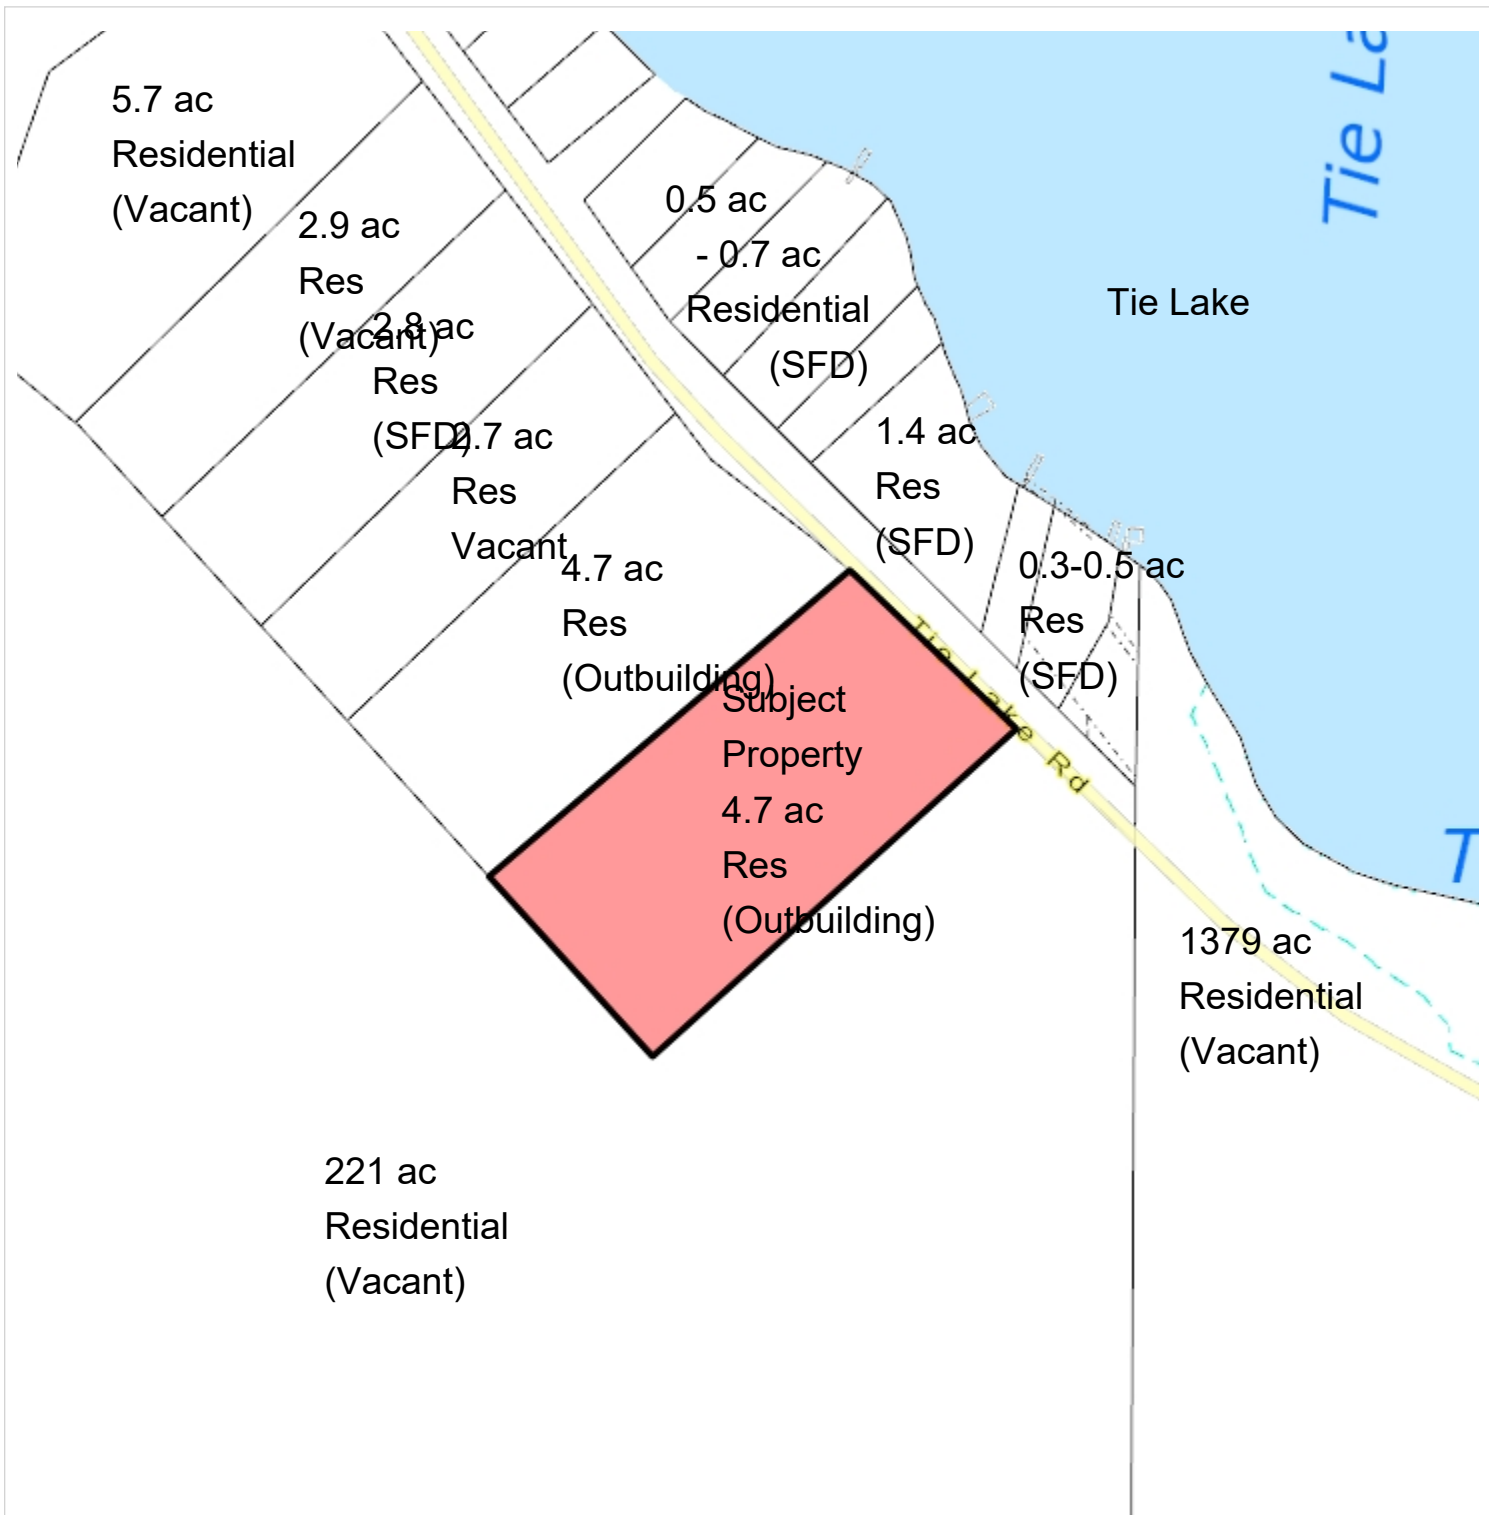 5.7 ac
Residential
(Vacant)
2.9 ac
Res
(Vacant)
2.8 ac
Res
(SFD)
2.7 ac
Res
Vacant
4.7 ac
Res
(Outbuilding)
Subject
Property
4.7 ac
Res
(Outbuilding)
0.5 ac
- 0.7 ac
Residential
(SFD)
1.4 ac
Res
(SFD)
0.3-0.5 ac
Res
(SFD)
Tie Lake
Tie La
T
Tie Lake Rd
1379 ac
Residential
(Vacant)
221 ac
Residential
(Vacant)